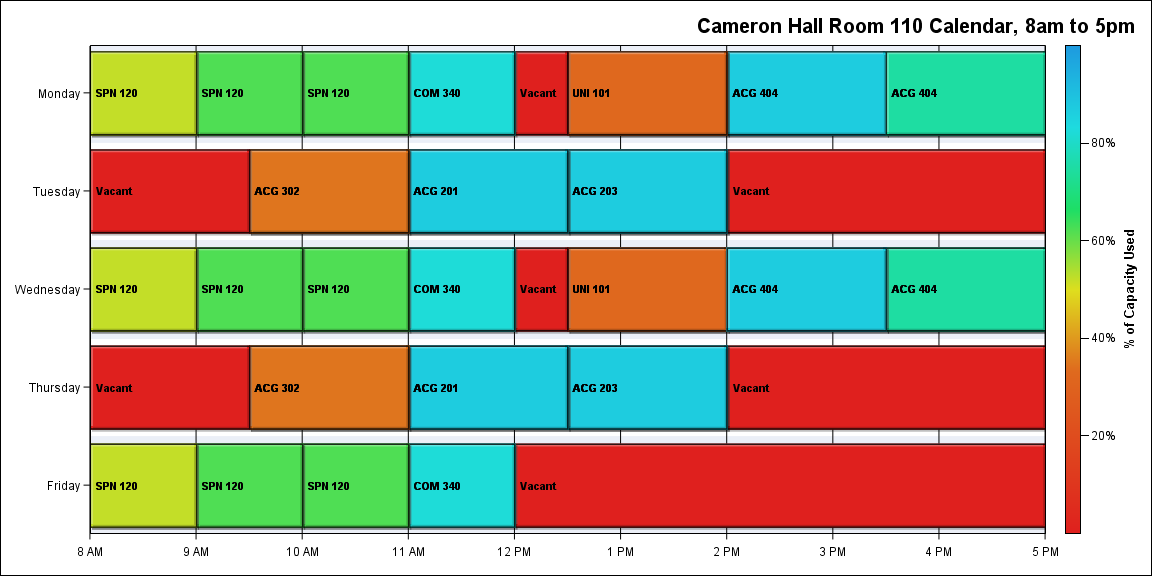 Cameron Hall Room 110 Calendar, 8am to 5pm
Monday
SPN 120
SPN 120
SPN 120
COM 340
Vacant
UNI 101
ACG 404
ACG 404
Tuesday
Vacant
ACG 302
ACG 201
ACG 203
Vacant
Wednesday
SPN 120
SPN 120
SPN 120
COM 340
Vacant
UNI 101
ACG 404
ACG 404
Thursday
Vacant
ACG 302
ACG 201
ACG 203
Vacant
Friday
SPN 120
SPN 120
SPN 120
COM 340
Vacant
8 AM
9 AM
10 AM
11 AM
12 PM
1 PM
2 PM
3 PM
4 PM
5 PM
80%
60%
40%
20%
% of Capacity Used